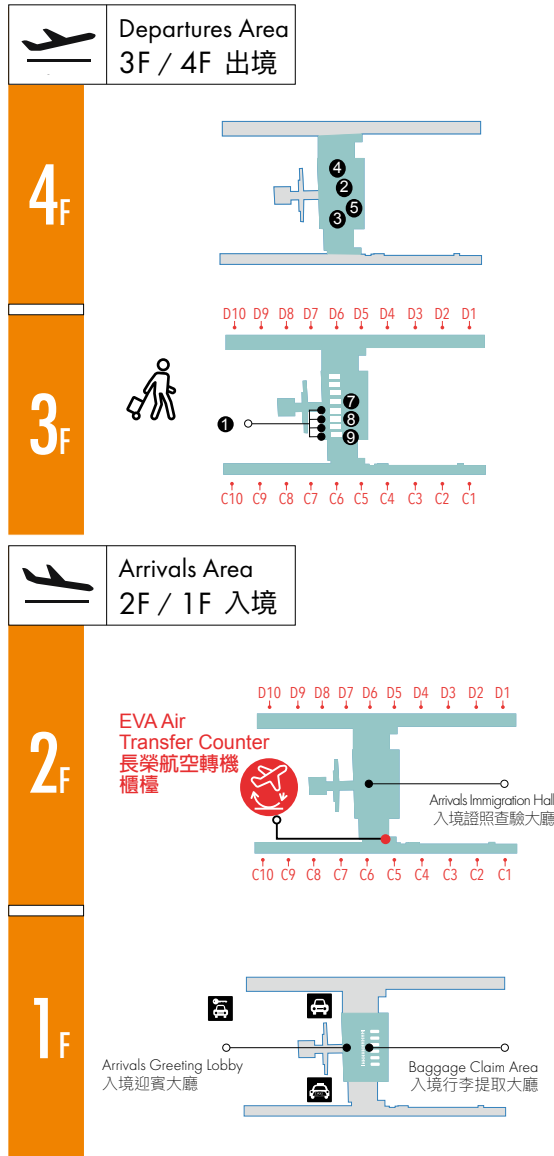 Departures Area
3F / 4F 出境
4F
4
2
5
3
D10 D9 D8 D7 D6 D5 D4 D3 D2 D1
3F
7
1
8
9
C10 C9 C8 C7 C6 C5 C4 C3 C2 C1
Arrivals Area
2F / 1F 入境
2F
D10 D9 D8 D7 D6 D5 D4 D3 D2 D1
EVA Air
Transfer Counter
長榮航空轉機
櫃檯
Arrivals Immigration Hall
入境證照查驗大廳
C10 C9 C8 C7 C6 C5 C4 C3 C2 C1
1F
Arrivals Greeting Lobby
入境迎賓大廳
Baggage Claim Area
入境行李提取大廳